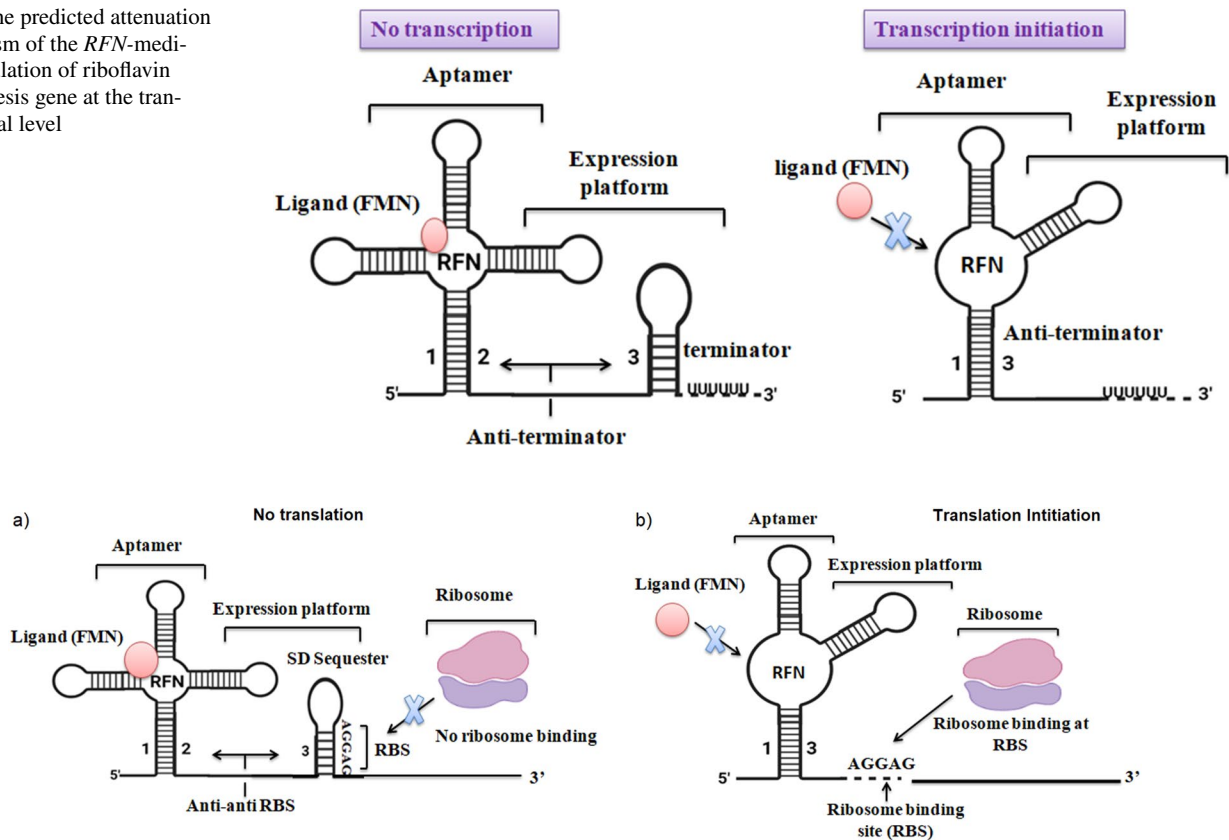 ne predicted attenuation
sm of the RFN-medi-
ulation of riboflavin
esis gene at the tran-
al level
No transcription
Aptamer
Expression
platform
Ligand (FMN)
RFN
1 2
3
terminator
5' UUUUUU 3'
Anti-terminator
Transcription initiation
Aptamer
Expression
platform
ligand (FMN)
RFN
Anti-terminator
1 3
5' UUUUUU 3'
a) No translation
Aptamer
Expression platform
Ribosome
Ligand (FMN)
SD Sequester
RFN
AGGAG
RBS
No ribosome binding
1 2
3
5' 3’
Anti-anti RBS
b) Translation Intitiation
Aptamer
Expression platform
Ligand (FMN)
Ribosome
RFN
Ribosome binding at
RBS
1 3
AGGAG
5' 3’
Ribosome binding
site (RBS)